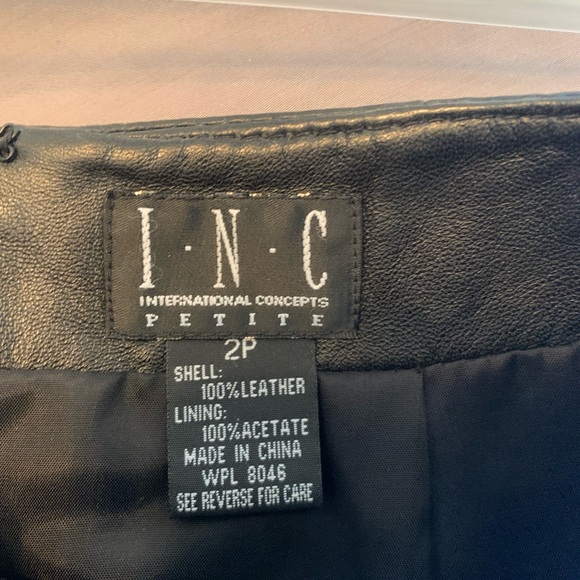 I·N·C
INTERNATIONAL CONCEPTS
PETITE
2P
SHELL:
100%LEATHER
LINING:
100%ACETATE
MADE IN CHINA
WPL 8046
SEE REVERSE FOR CARE